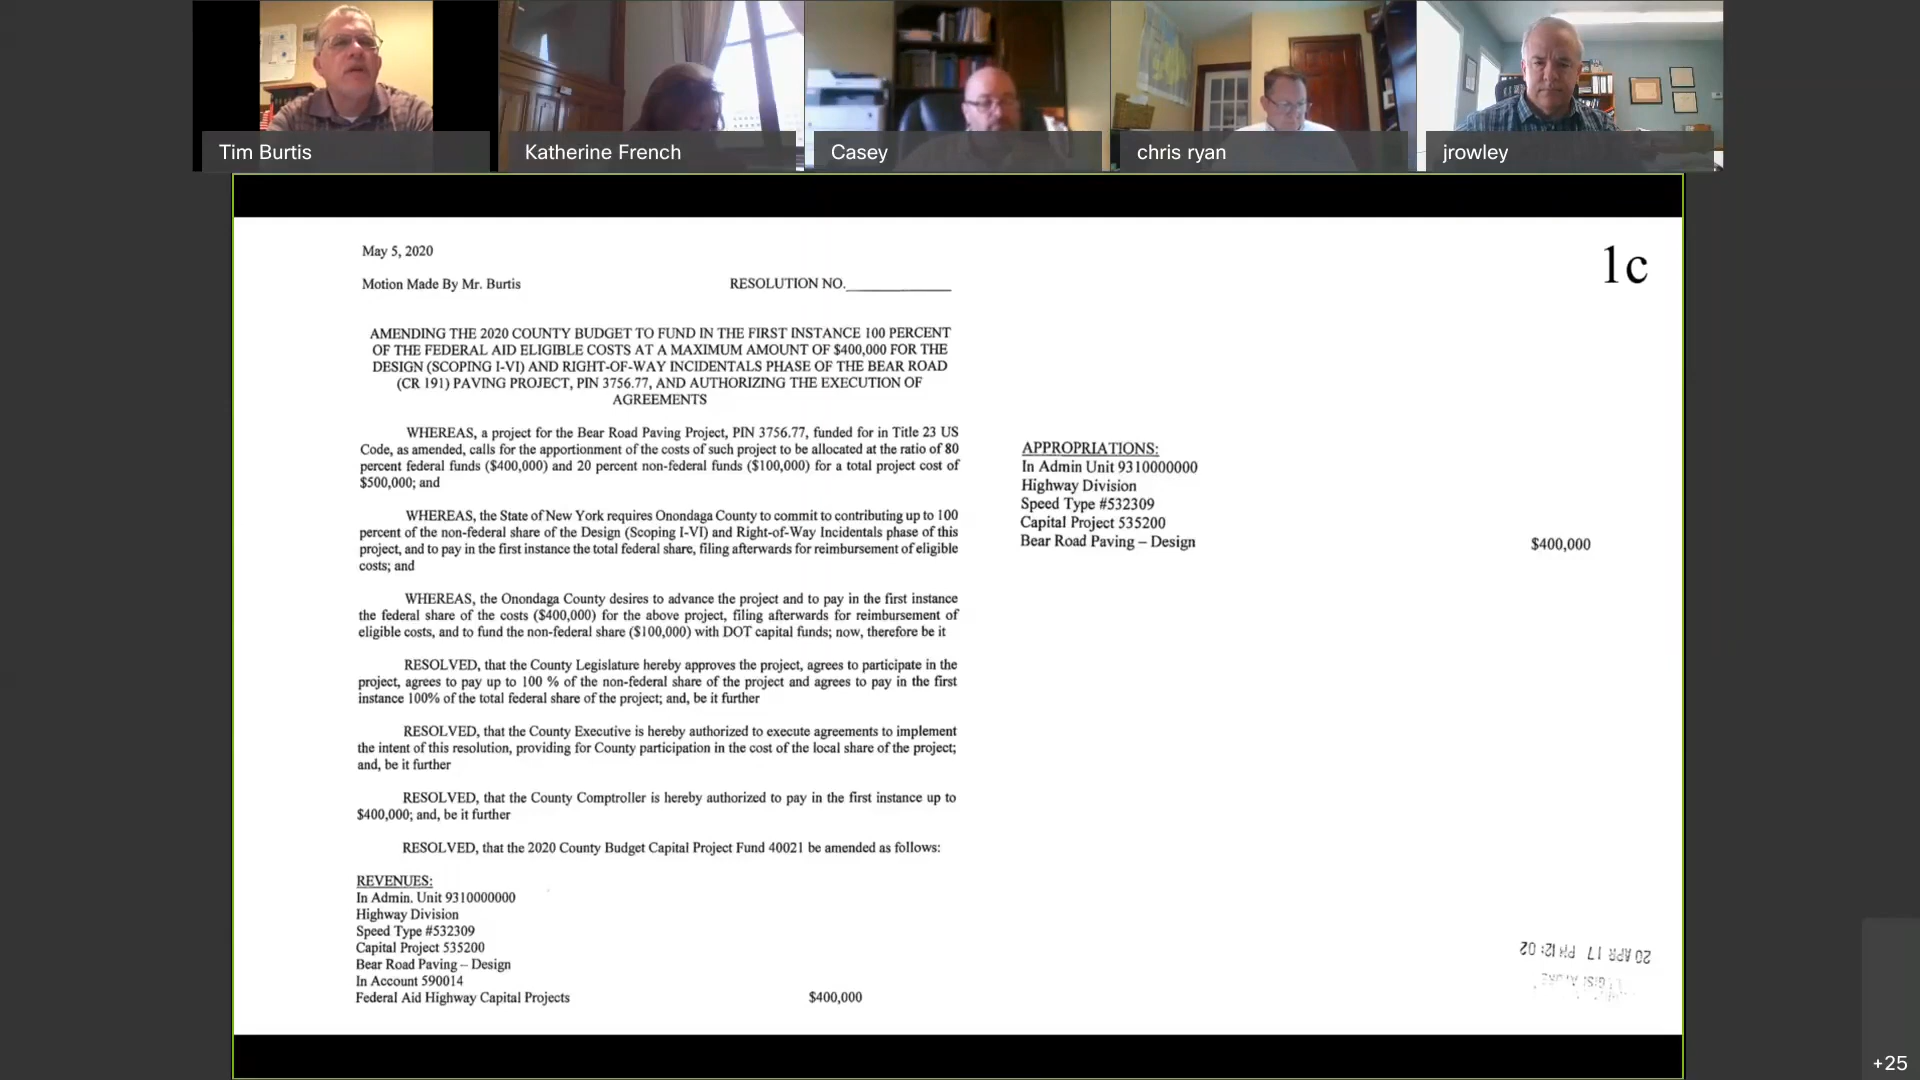 Tim Burtis
Katherine French
Casey
chris ryan
jrowley
1c
May 5, 2020
Motion Made By Mr. Burtis
RESOLUTION NO.______________
AMENDING THE 2020 COUNTY BUDGET TO FUND IN THE FIRST INSTANCE 100 PERCENT
OF THE FEDERAL AID ELIGIBLE COSTS AT A MAXIMUM AMOUNT OF $400,000 FOR THE
DESIGN (SCOPING I-VI) AND RIGHT-OF-WAY INCIDENTALS PHASE OF THE BEAR ROAD
(CR 191) PAVING PROJECT, PIN 3756.77, AND AUTHORIZING THE EXECUTION OF
AGREEMENTS
WHEREAS, a project for the Bear Road Paving Project, PIN 3756.77, funded for in Title 23 US
Code, as amended, calls for the apportionment of the costs of such project to be allocated at the ratio of 80
percent federal funds ($400,000) and 20 percent non-federal funds ($100,000) for a total project cost of
$500,000; and
WHEREAS, the State of New York requires Onondaga County to commit to contributing up to 100
percent of the non-federal share of the Design (Scoping I-VI) and Right-of-Way Incidentals phase of this
project, and to pay in the first instance the total federal share, filing afterwards for reimbursement of eligible
costs; and
WHEREAS, the Onondaga County desires to advance the project and to pay in the first instance
the federal share of the costs ($400,000) for the above project, filing afterwards for reimbursement of
eligible costs, and to fund the non-federal share ($100,000) with DOT capital funds; now, therefore be it
RESOLVED, that the County Legislature hereby approves the project, agrees to participate in the
project, agrees to pay up to 100 % of the non-federal share of the project and agrees to pay in the first
instance 100% of the total federal share of the project; and, be it further
RESOLVED, that the County Executive is hereby authorized to execute agreements to implement
the intent of this resolution, providing for County participation in the cost of the local share of the project;
and, be it further
RESOLVED, that the County Comptroller is hereby authorized to pay in the first instance up to
$400,000; and, be it further
RESOLVED, that the 2020 County Budget Capital Project Fund 40021 be amended as follows:
REVENUES:
In Admin. Unit 9310000000
Highway Division
Speed Type #532309
Capital Project 535200
Bear Road Paving – Design
In Account 590014
Federal Aid Highway Capital Projects $400,000
APPROPRIATIONS:
In Admin Unit 9310000000
Highway Division
Speed Type #532309
Capital Project 535200
Bear Road Paving – Design $400,000
20 APR 17 PM 12: 02
+25